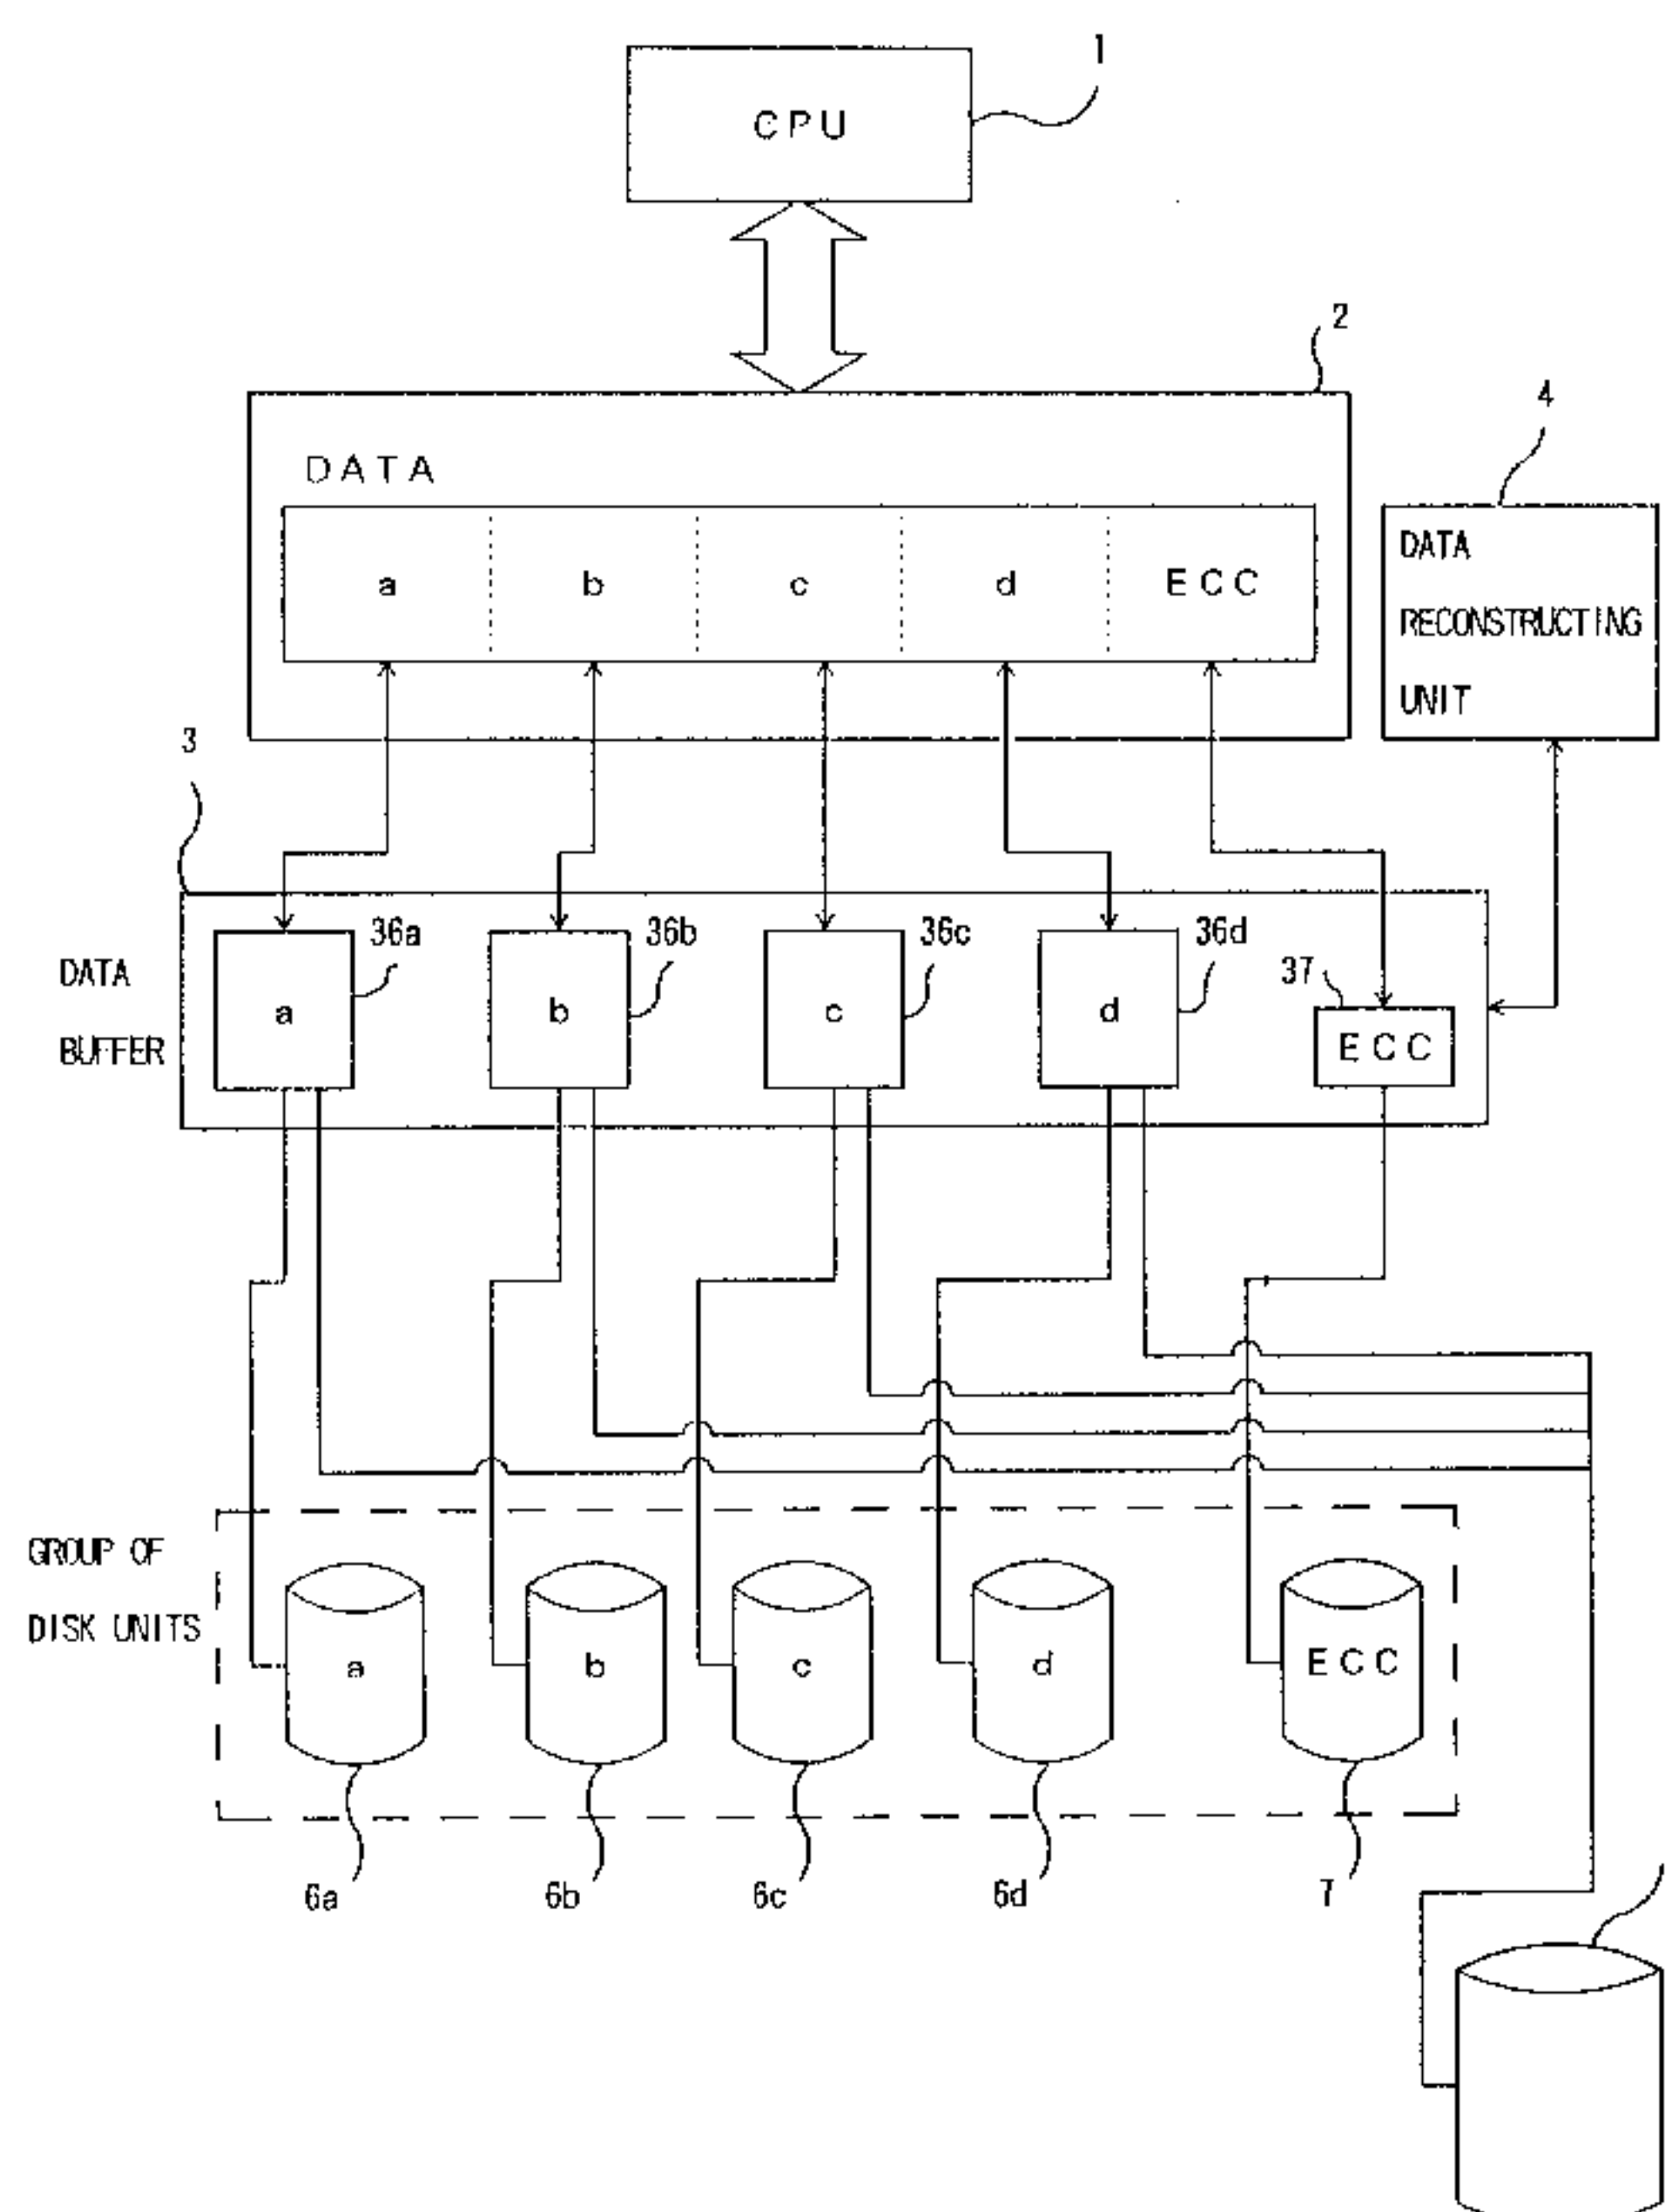 1
CPU
2
4
DATA
a b c d ECC
DATA
RECONSTRUCTING
UNIT
3
36a 36b 36c 36d
37
DATA
BUFFER
a b c d ECC
GROUP OF
DISK UNITS
a b c d ECC
6a 6b 6c 6d 7